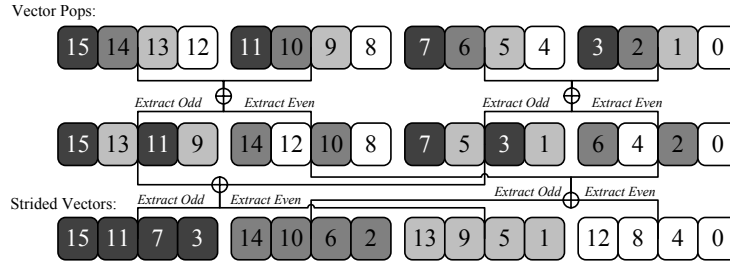 Vector Pops:
15 14 13 12 11 10 9 8 7 6 5 4 3 2 1 0
Extract Odd Extract Even Extract Odd Extract Even
15 13 11 9 14 12 10 8 7 5 3 1 6 4 2 0
Extract Odd Extract Even Extract Odd Extract Even
Strided Vectors:
15 11 7 3 14 10 6 2 13 9 5 1 12 8 4 0